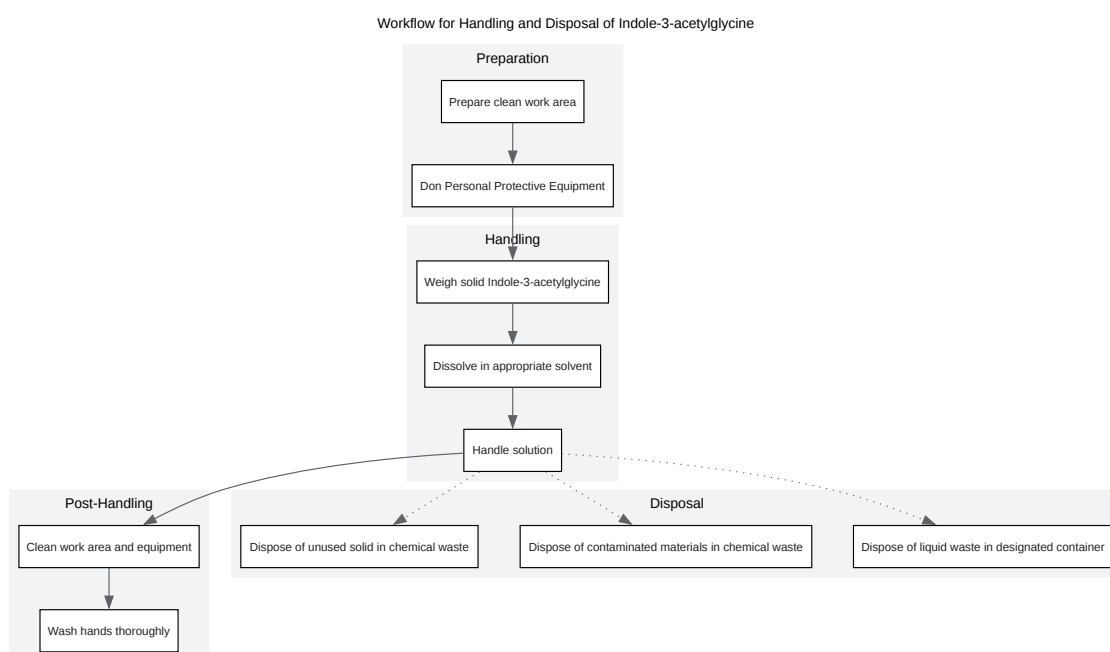 Workflow for Handling and Disposal of Indole-3-acetylglycine
Preparation
Prepare clean work area
Don Personal Protective Equipment
Handling
Weigh solid Indole-3-acetylglycine
Dissolve in appropriate solvent
Handle solution
Post-Handling
Clean work area and equipment
Wash hands thoroughly
Disposal
Dispose of unused solid in chemical waste
Dispose of contaminated materials in chemical waste
Dispose of liquid waste in designated container